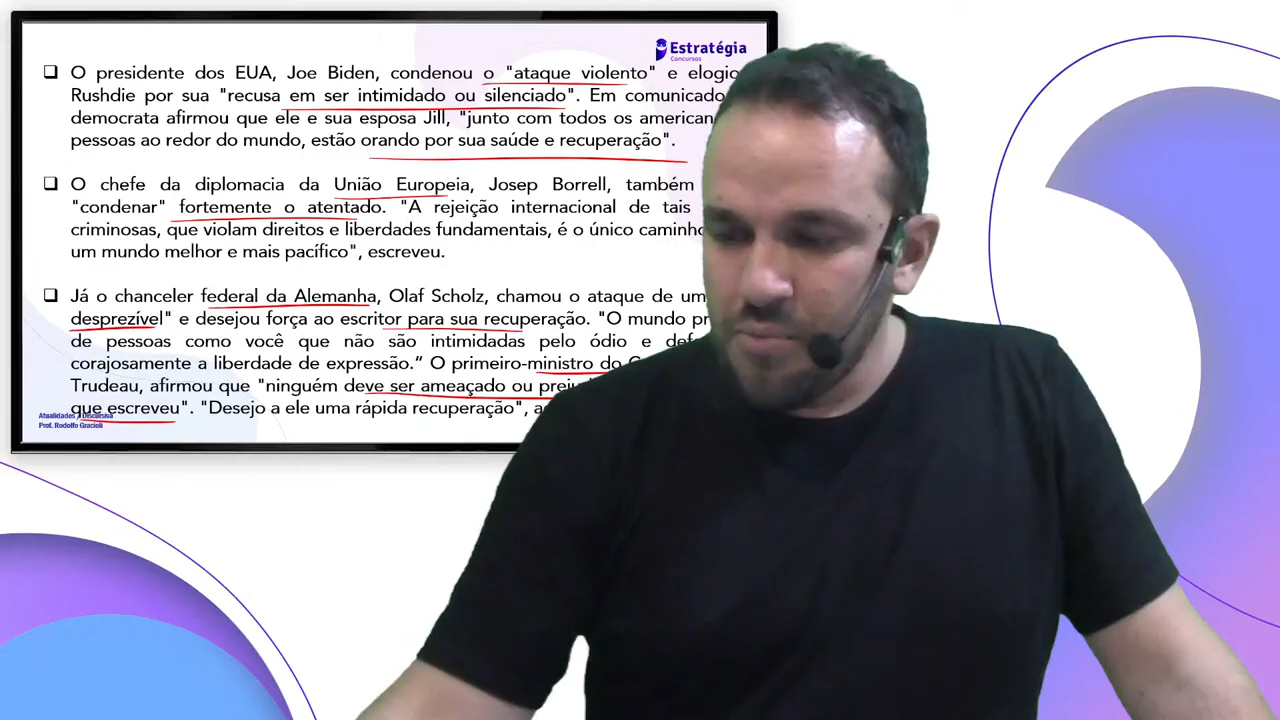 Estratégia
Concursos
❑ O presidente dos EUA, Joe Biden, condenou o "ataque violento" e elogio
Rushdie por sua "recusa em ser intimidado ou silenciado". Em comunicado
democrata afirmou que ele e sua esposa Jill, "junto com todos os american
pessoas ao redor do mundo, estão orando por sua saúde e recuperação".
❑ O chefe da diplomacia da União Europeia, Josep Borrell, também
"condenar" fortemente o atentado. "A rejeição internacional de tais
criminosas, que violam direitos e liberdades fundamentais, é o único caminho
um mundo melhor e mais pacífico", escreveu.
❑ Já o chanceler federal da Alemanha, Olaf Scholz, chamou o ataque de um
desprezível" e desejou força ao escritor para sua recuperação. "O mundo
de pessoas como você que não são intimidadas pelo ódio e
corajosamente a liberdade de expressão.“ O primeiro-ministro do
Trudeau, afirmou que "ninguém deve ser ameaçado ou
que escreveu". "Desejo a ele uma rápida recuperação",
Atualidades p/ Discursiva
Prof. Rodolfo Gracioli